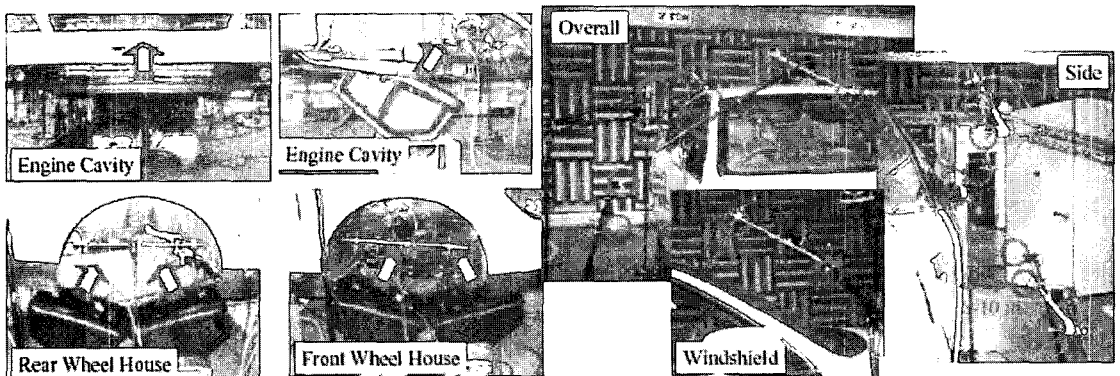 Engine Cavity
Engine Cavity
Overall
Side
Rear Wheel House
Front Wheel House
Windshield